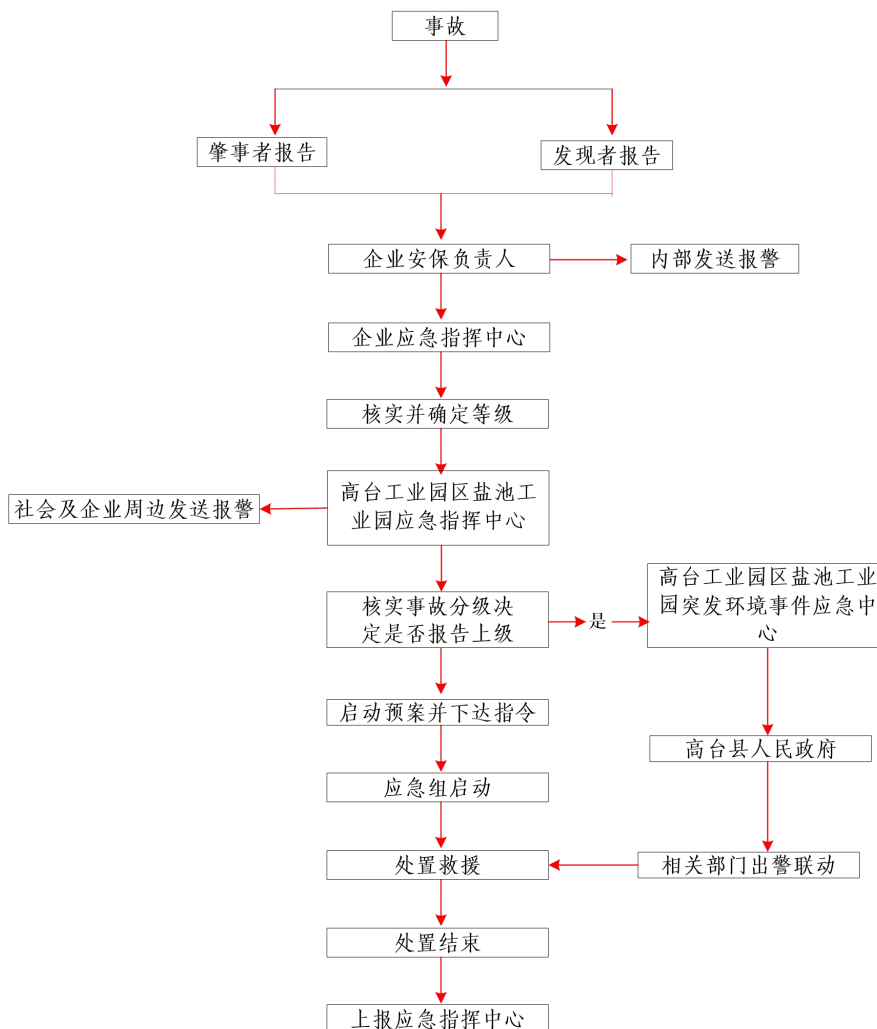 事故
肇事者报告
发现者报告
企业安保负责人
内部发送报警
企业应急指挥中心
核实并确定等级
社会及企业周边发送报警
高台工业园区盐池工
业园应急指挥中心
核实事故分级决
定是否报告上级
是
高台工业园区盐池工业
园突发环境事件应急中
心
启动预案并下达指令
高台县人民政府
应急组启动
处置救援
相关部门出警联动
处置结束
上报应急指挥中心